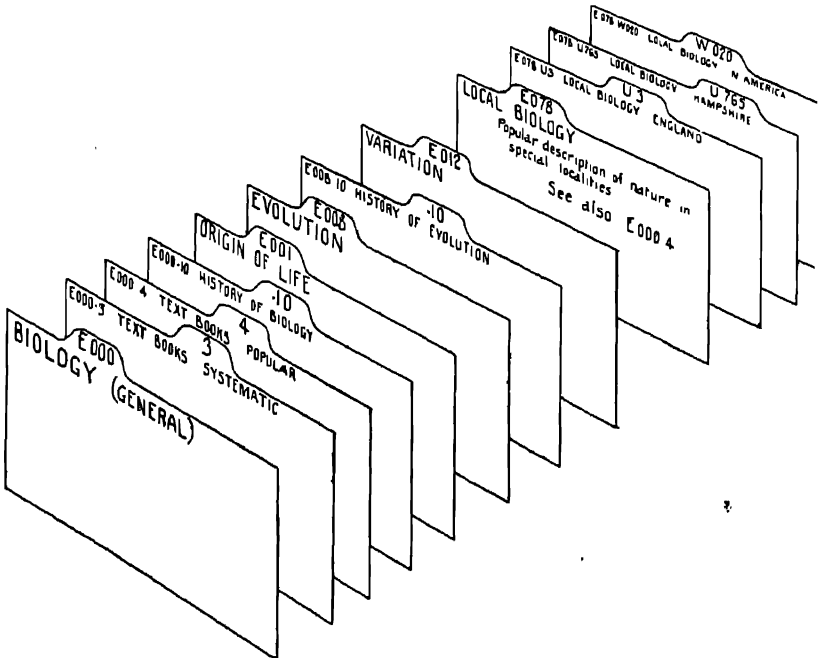 E000
BIOLOGY
(GENERAL)
3
E000·3 TEXT BOOKS SYSTEMATIC
4
E000 4 TEXT BOOKS POPULAR
·10
E000·10 HISTORY OF BIOLOGY
E001
ORIGIN OF LIFE
E008
EVOLUTION
·10
E008 10 HISTORY OF EVOLUTION
E012
VARIATION
E078
LOCAL BIOLOGY
Popular description of nature in
special localities
See also E000 4
U 3
E078 U3 LOCAL BIOLOGY ENGLAND
U 765
E078 U765 LOCAL BIOLOGY HAMPSHIRE
W 020
E078 W020 LOCAL BIOLOGY N AMERICA